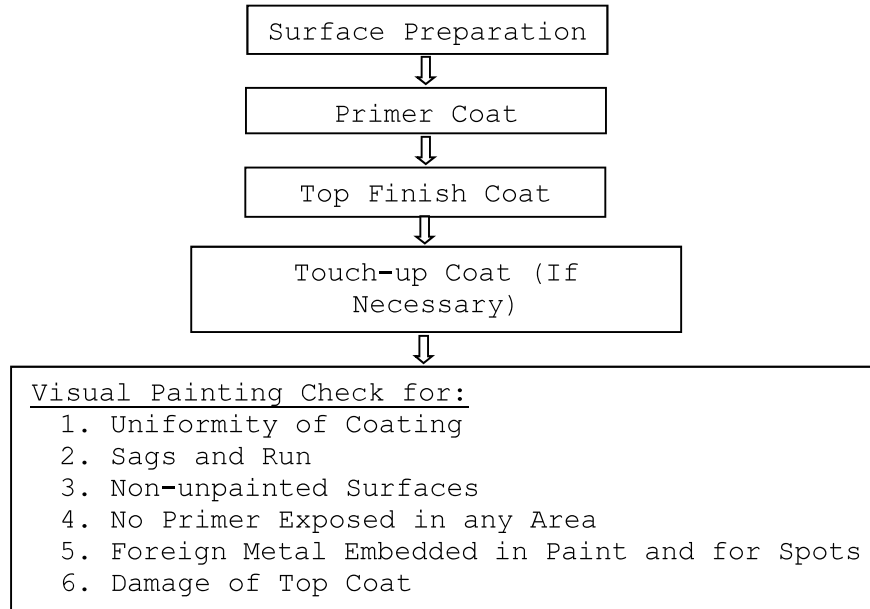 Surface Preparation
Primer Coat
Top Finish Coat
Touch-up Coat (If
Necessary)
Visual Painting Check for:
1. Uniformity of Coating
2. Sags and Run
3. Non-unpainted Surfaces
4. No Primer Exposed in any Area
5. Foreign Metal Embedded in Paint and for Spots
6. Damage of Top Coat